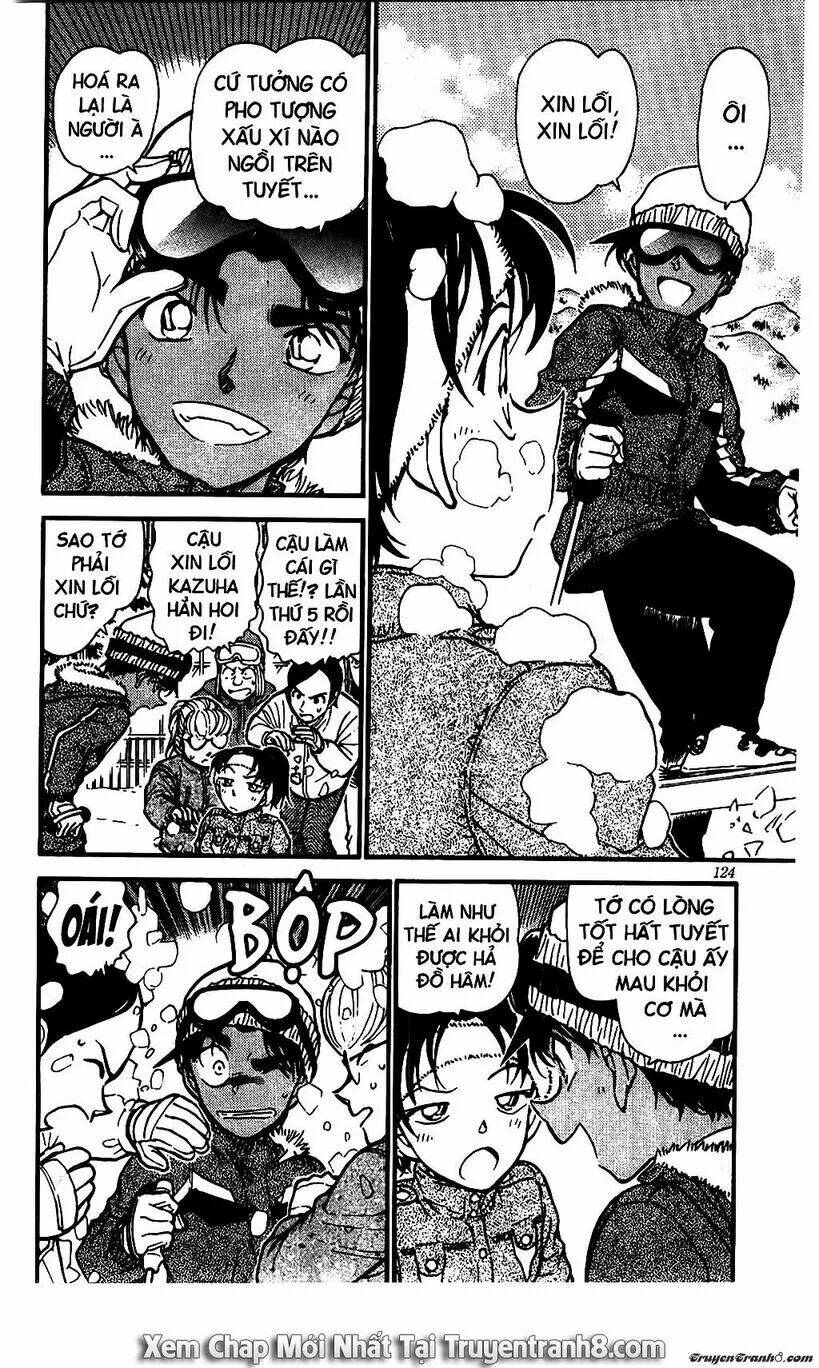 ÔI
...
XIN LỖI,
XIN LỖI!
CỨ TƯỞNG CÓ
PHO TƯỢNG
XẤU XÍ NÀO
NGỒI TRÊN
TUYẾT...
HOÁ RA
LẠI LÀ
NGƯỜI À
...
CẬU LÀM
CÁI GÌ
THẾ!? LẦN
THỨ 5 RỒI
ĐẤY!!
CẬU
XIN LỖI
KAZUHA
HẲN HOI
ĐI!
SAO TỚ
PHẢI
XIN LỖI
CHỨ?
124
TỚ CÓ LÒNG
TỐT HẤT TUYẾT
ĐỂ CHO CẬU ẤY
MAU KHỎI
CƠ MÀ
...
LÀM NHƯ
THẾ AI KHỎI
ĐƯỢC HẢ
ĐỒ HÂM!
BỘP
OÁI!
Xem Chap Mới Nhất Tại Truyentranh8.com
TruyenTranh8.com